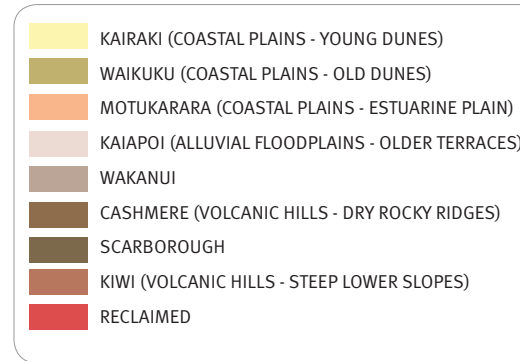 KAIRAKI (COASTAL PLAINS - YOUNG DUNES)
WAIKUKU (COASTAL PLAINS - OLD DUNES)
MOTUKARARA (COASTAL PLAINS - ESTUARINE PLAIN)
KAIAPOI (ALLUVIAL FLOODPLAINS - OLDER TERRACES)
WAKANUI
CASHMERE (VOLCANIC HILLS - DRY ROCKY RIDGES)
SCARBOROUGH
KIWI (VOLCANIC HILLS - STEEP LOWER SLOPES)
RECLAIMED